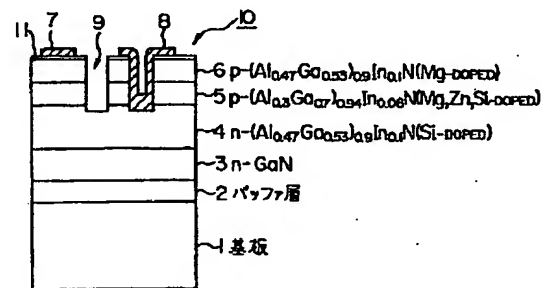 11 7 9 8 10
6 p-(Al0.47Ga0.53)0.9In0.1N(Mg-DOPED)
5 p-(Al0.3Ga0.7)0.94In0.06N(Mg,Zn,Si-DOPED)
4 n-(Al0.47Ga0.53)0.9In0.1N(Si-DOPED)
3 n-GaN
2 バッファ層
1 基板